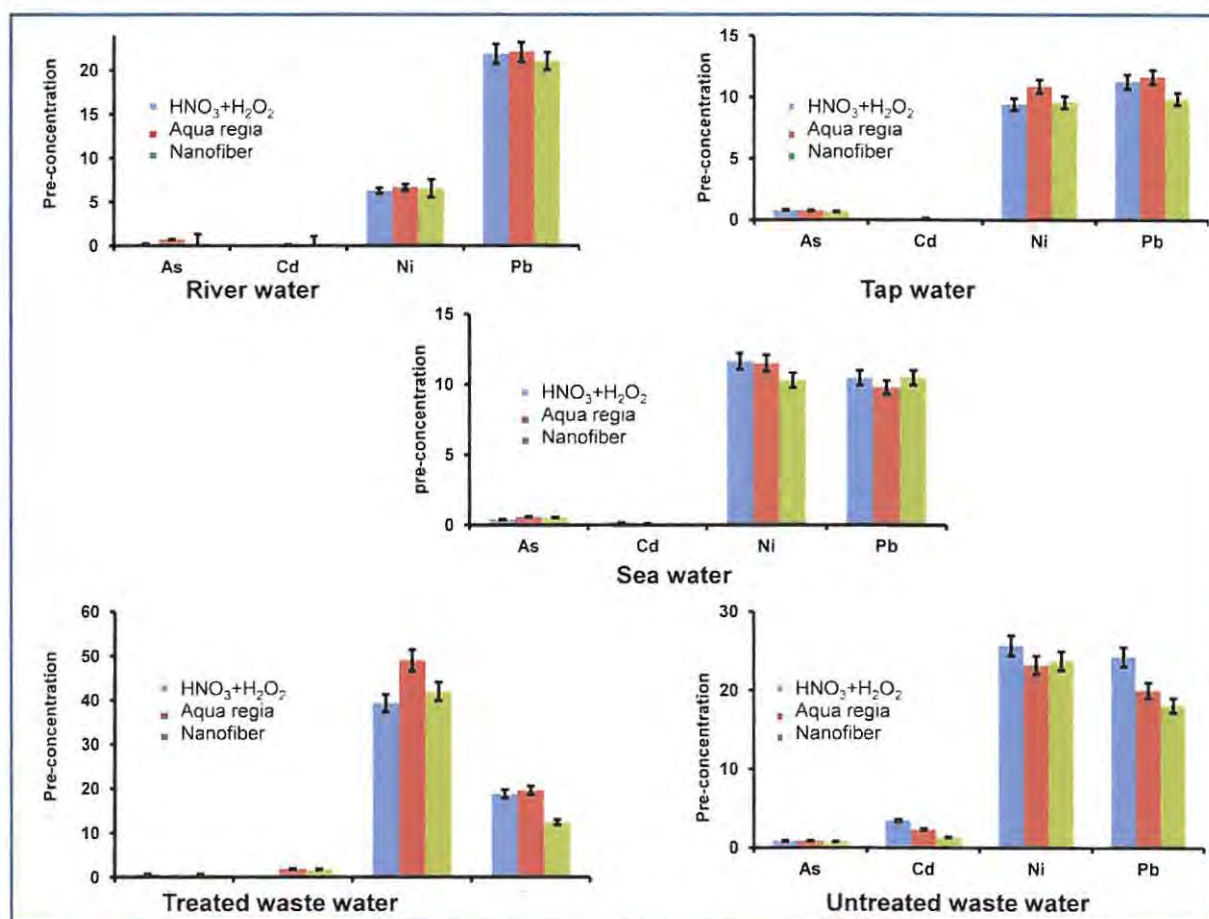 Pre-concentration
20
15
10
5
0
HNO₃+H₂O₂
Aqua regia
Nanofiber
As Cd Ni Pb
River water
Pre-concentration
15
10
5
0
HNO₃+H₂O₂
Aqua regia
Nanofiber
As Cd Ni Pb
Tap water
pre-concentration
15
10
5
0
HNO₃+H₂O₂
Aqua regia
Nanofiber
As Cd Ni Pb
Sea water
Pre-concentration
60
50
40
30
20
10
0
HNO₃+H₂O₂
Aqua regia
Nanofiber
Treated waste water
Pre-concentration
30
20
10
0
HNO₃+H₂O₂
Aqua regia
Nanofiber
As Cd Ni Pb
Untreated waste water